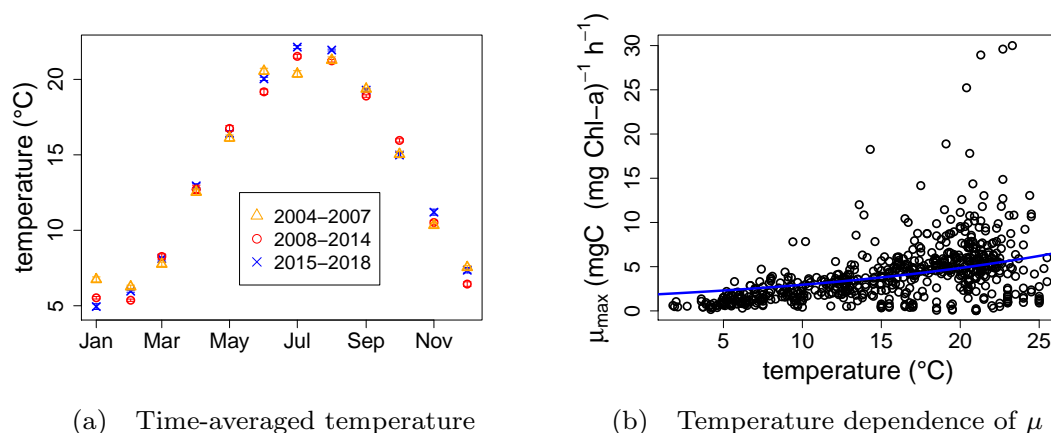 temperature (°C)
20
15
10
5
2004−2007
2008−2014
2015−2018
Jan Mar May Jul Sep Nov
(a) Time-averaged temperature
μmax (mgC (mg Chl−a)−1 h−1)
30
25
20
15
10
5
0
5 10 15 20 25
temperature (°C)
(b) Temperature dependence of μ